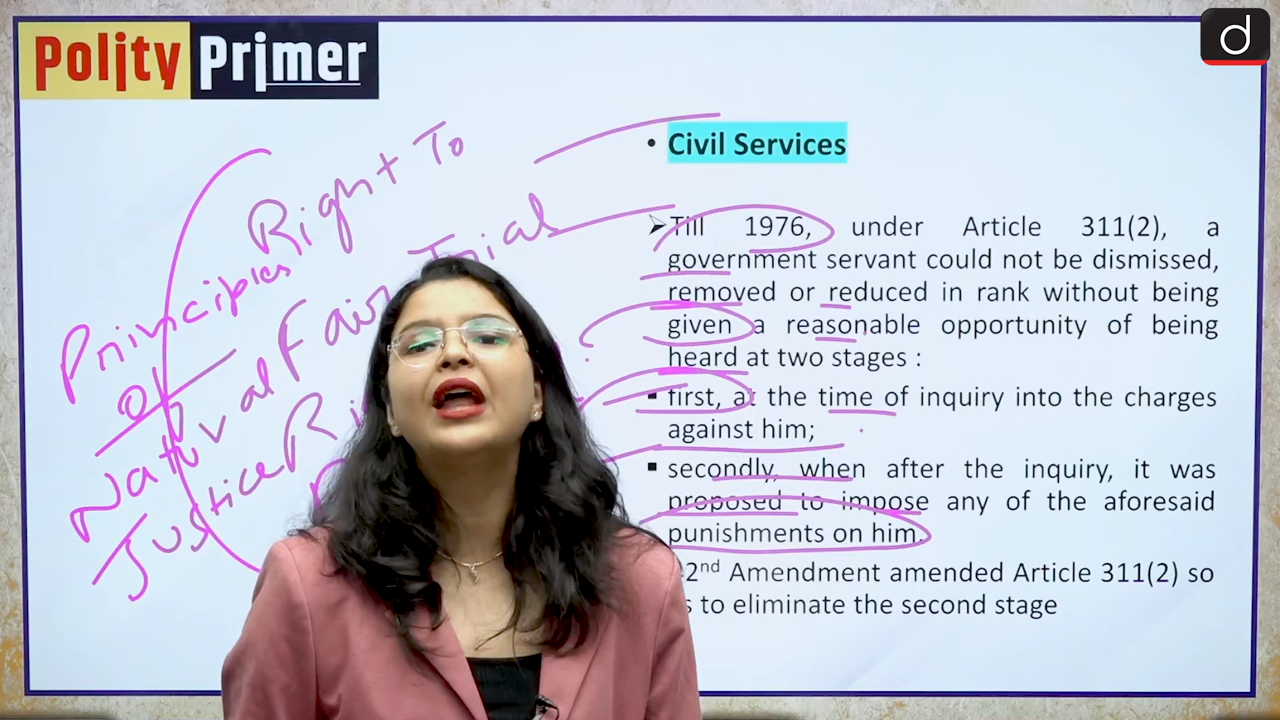 Polity Primer
d
• Civil Services
Till 1976, under Article 311(2), a
government servant could not be dismissed,
removed or reduced in rank without being
given a reasonable opportunity of being
heard at two stages :
first, at the time of inquiry into the charges
against him;
secondly, when after the inquiry, it was
proposed to impose any of the aforesaid
punishments on him.
2nd Amendment amended Article 311(2) so
to eliminate the second stage
Right To
Fair Trial
Principles
Of
Natural
Justice